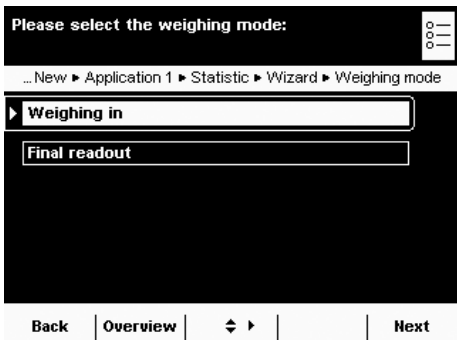 Please select the weighing mode:
... New ▸ Application 1 ▸ Statistic ▸ Wizard ▸ Weighing mode
Weighing in
Final readout
Back Overview Next